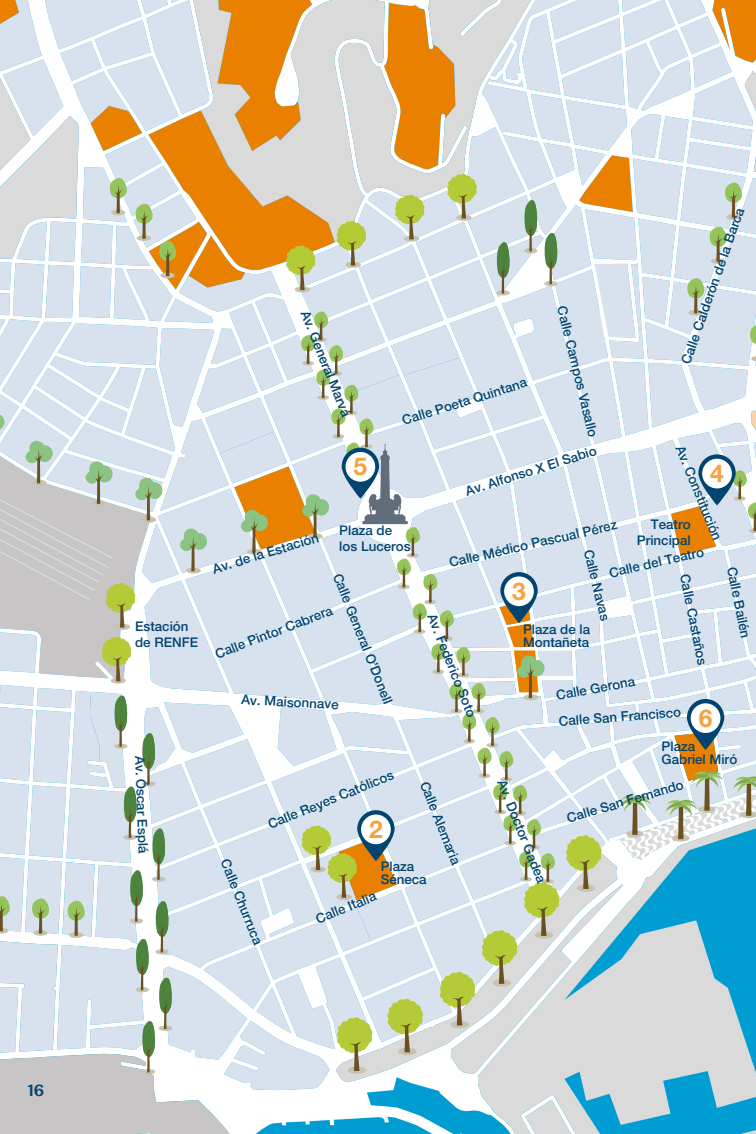 Calle Calderón de la Barca
Av. General Marvá
Calle Campos Vasallo
Calle Poeta Quintana
Av. Alfonso X El Sabio
5
Av. Constitución
4
Plaza de
los Luceros
Teatro
Principal
Av. de la Estación
Calle Médico Pascual Pérez
Calle del Teatro
Calle Navas
Calle Castaños
Calle Bailén
3
Plaza de la
Montañeta
Estación
de RENFE
Calle Pintor Cabrera
Calle General O'Donell
Av. Federico Soto
Calle Gerona
Av. Maisonnave
Calle San Francisco
6
Plaza
Gabriel Miró
Av. Oscar Esplá
Calle Reyes Católicos
Calle Alemania
Av. Doctor Gadea
Calle San Fernando
2
Plaza
Séneca
Calle Churruca
Calle Italia
16